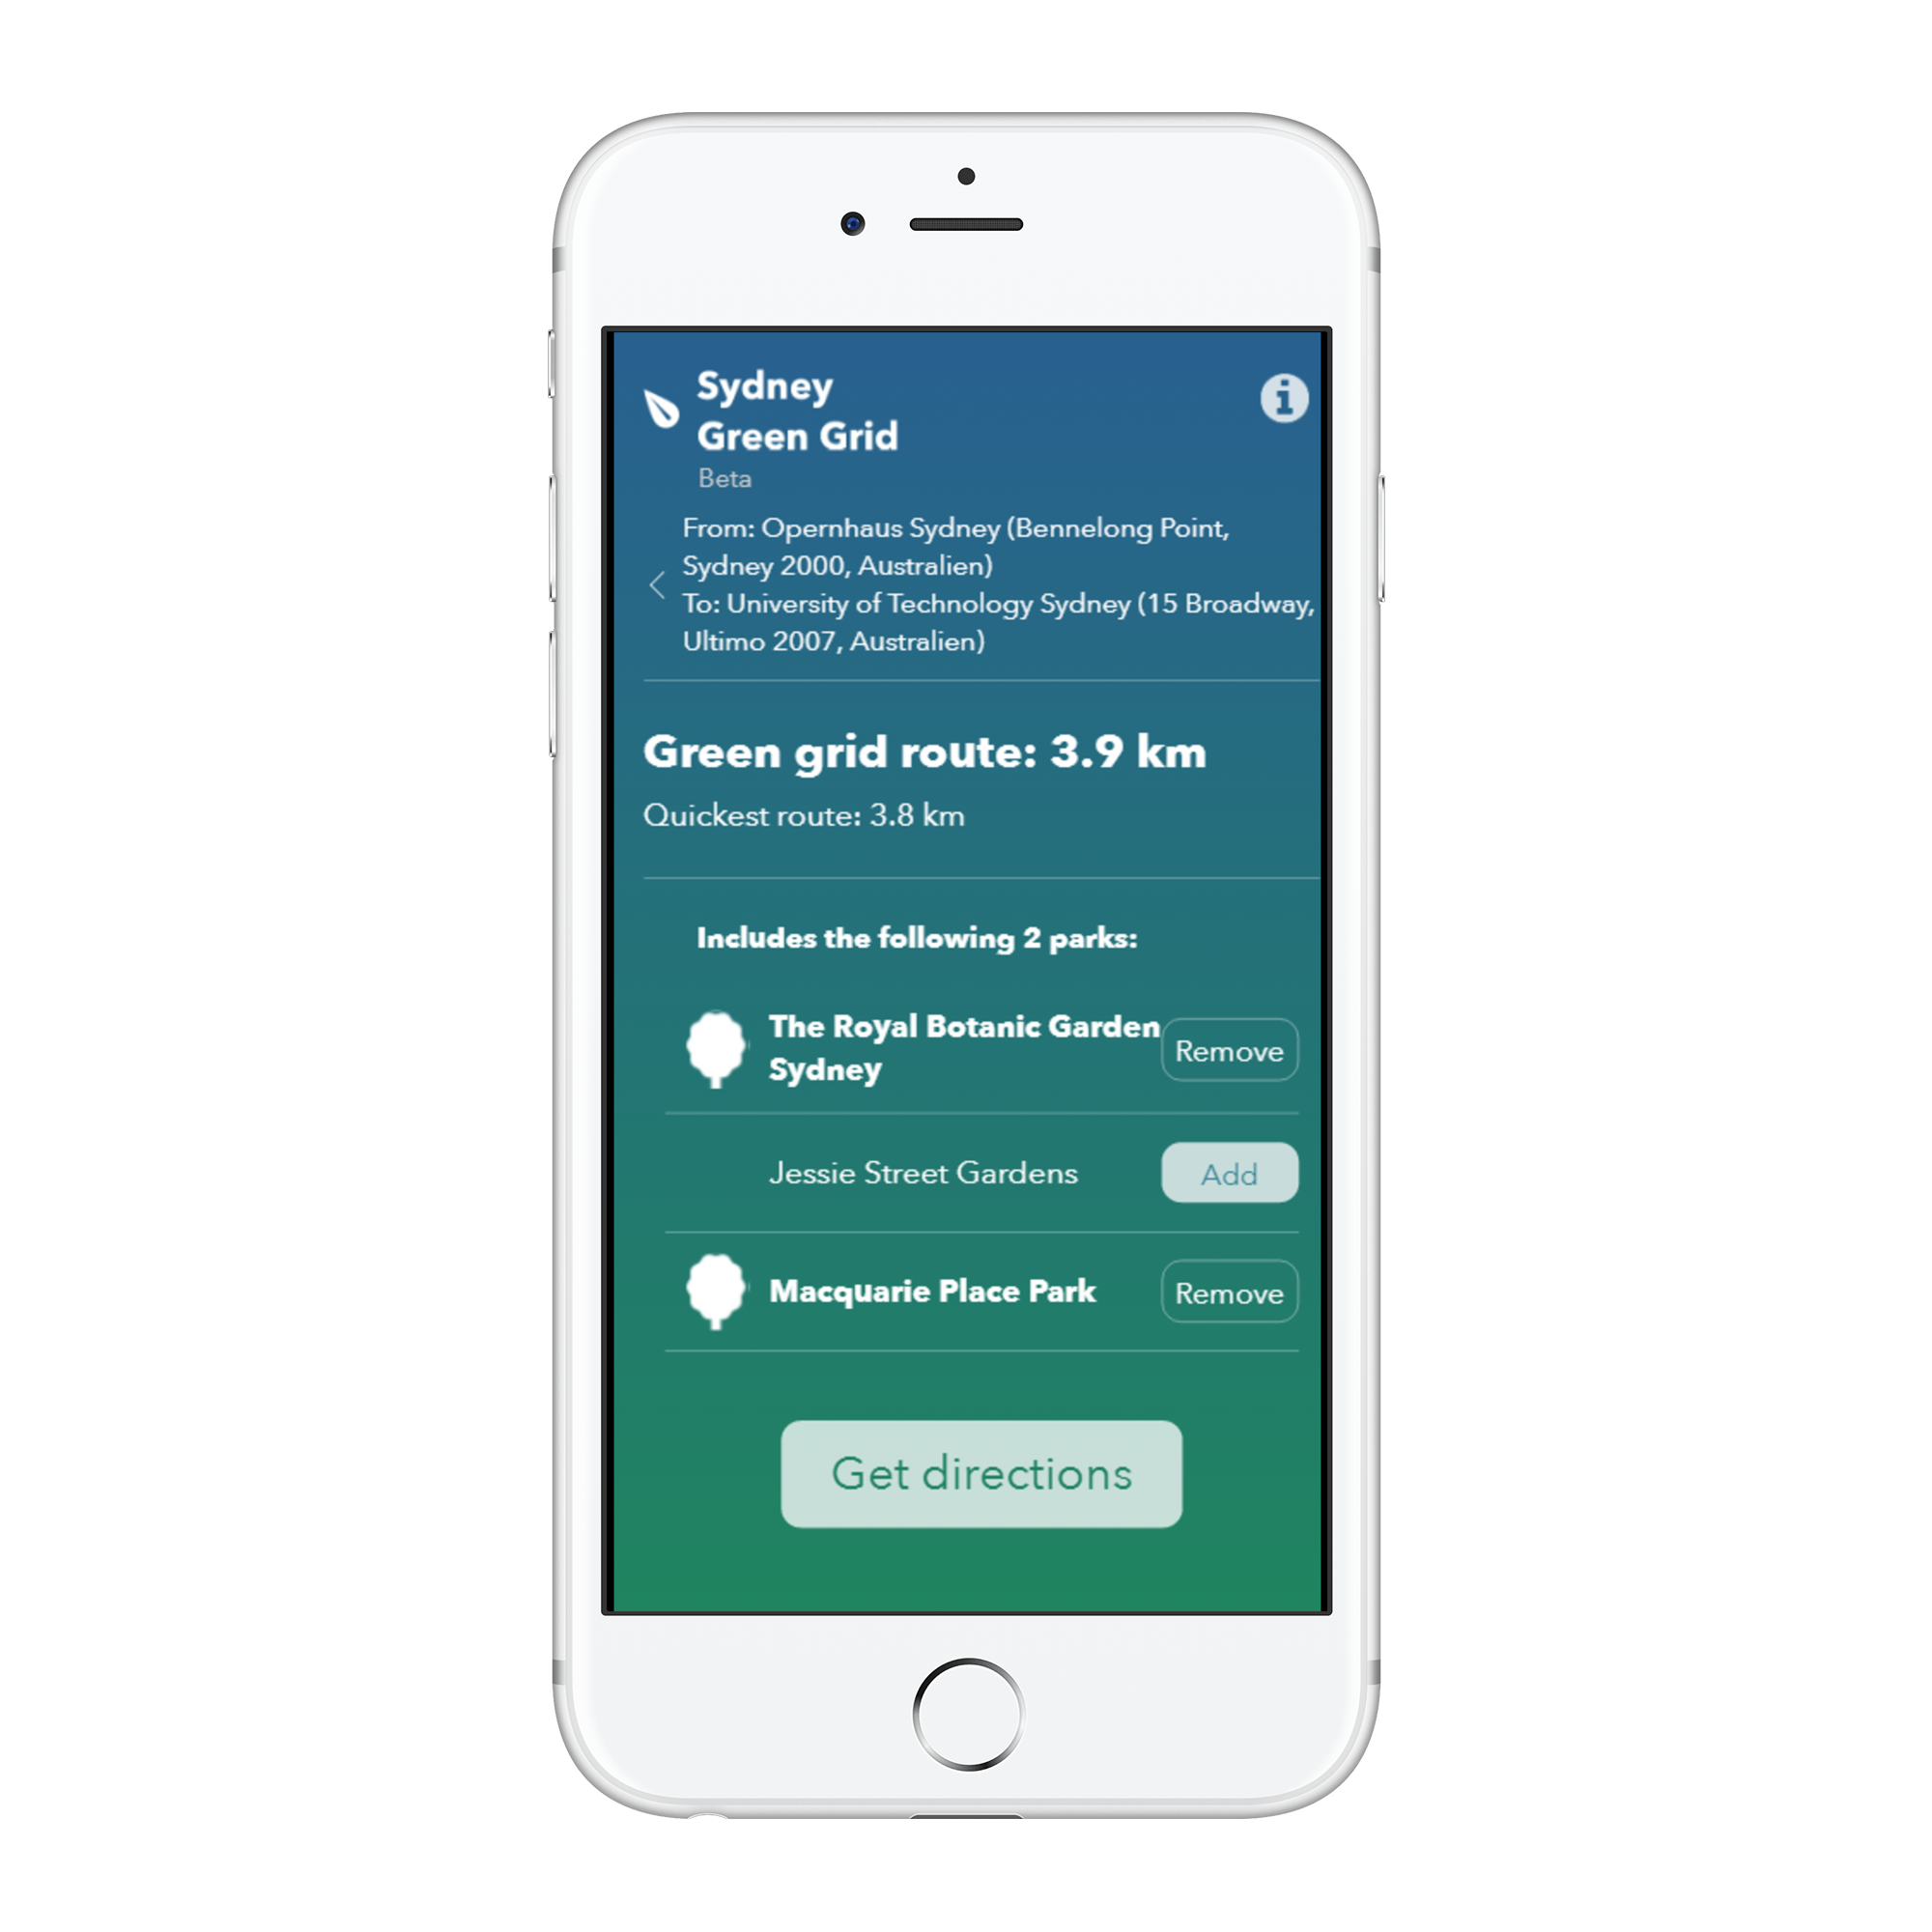 Sydney
Green Grid
Beta
From: Opernhaus Sydney (Bennelong Point,
Sydney 2000, Australien)
To: University of Technology Sydney (15 Broadway,
Ultimo 2007, Australien)
Green grid route: 3.9 km
Quickest route: 3.8 km
Includes the following 2 parks:
The Royal Botanic Garden
Sydney
Remove
Jessie Street Gardens
Add
Macquarie Place Park
Remove
Get directions